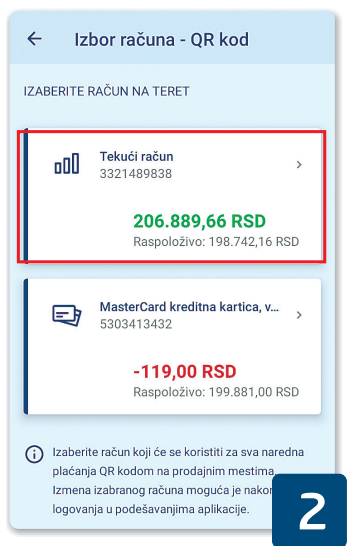 Izbor računa - QR kod
IZABERITE RAČUN NA TERET
Tekući račun
3321489838
206.889,66 RSD
Raspoloživo: 198.742,16 RSD
MasterCard kreditna kartica, v...
5303413432
-119,00 RSD
Raspoloživo: 199.881,00 RSD
Izaberite račun koji će se koristiti za sva naredna
plaćanja QR kodom na prodajnim mestima.
Izmena izabranog računa moguća je nakon
logovanja u podešavanjima aplikacije.
2